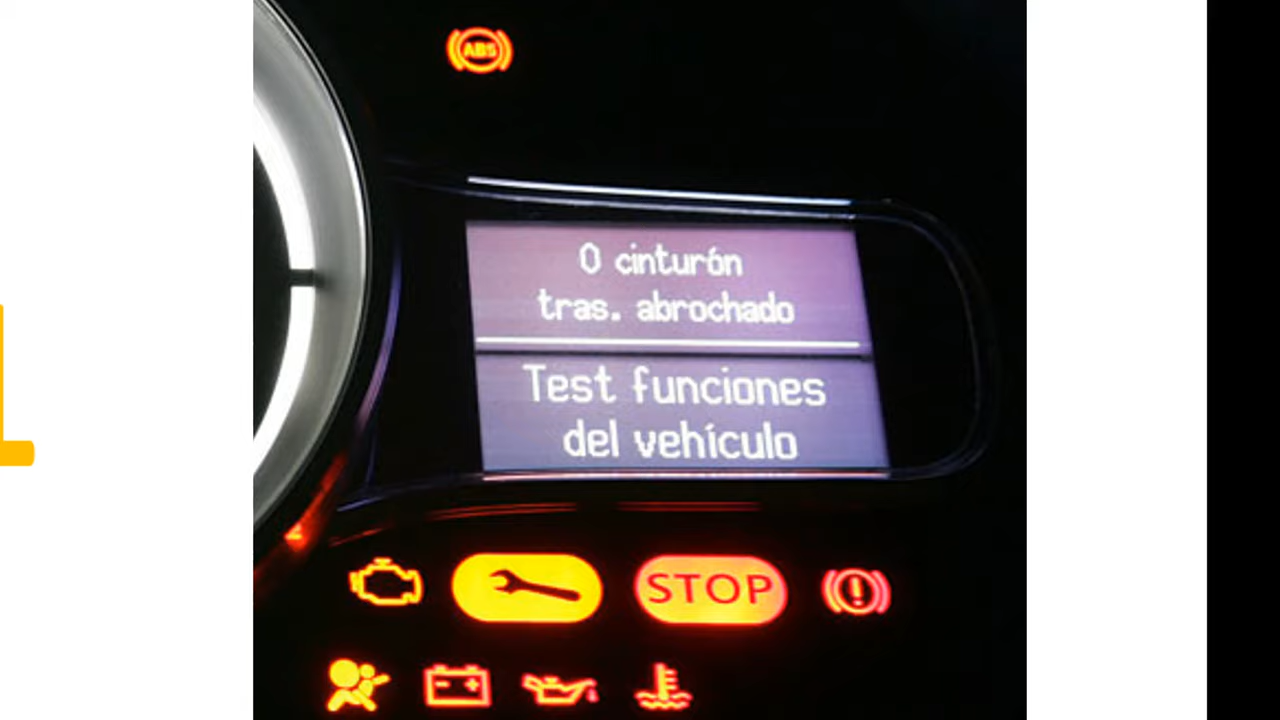 ABS
0 cinturón
tras. abrochado
Test funciones
del vehículo
STOP